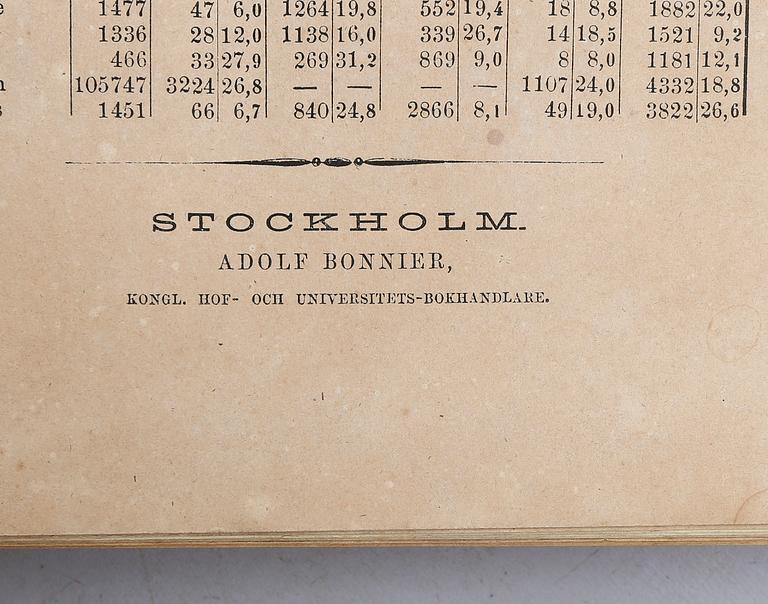 1477 47 6,0 1264 19,8 552 19,4 18 8,8 1882 22,0
1336 28 12,0 1138 16,0 339 26,7 14 18,5 1521 9,2
466 33 27,9 269 31,2 869 9,0 8 8,0 1181 12,1
105747 3224 26,8 — — — — 1107 24,0 4332 18,8
1451 66 6,7 840 24,8 2866 8,1 49 19,0 3822 26,6
STOCKHOLM.
ADOLF BONNIER,
KONGL. HOF- OCH UNIVERSITETS-BOKHANDLARE.